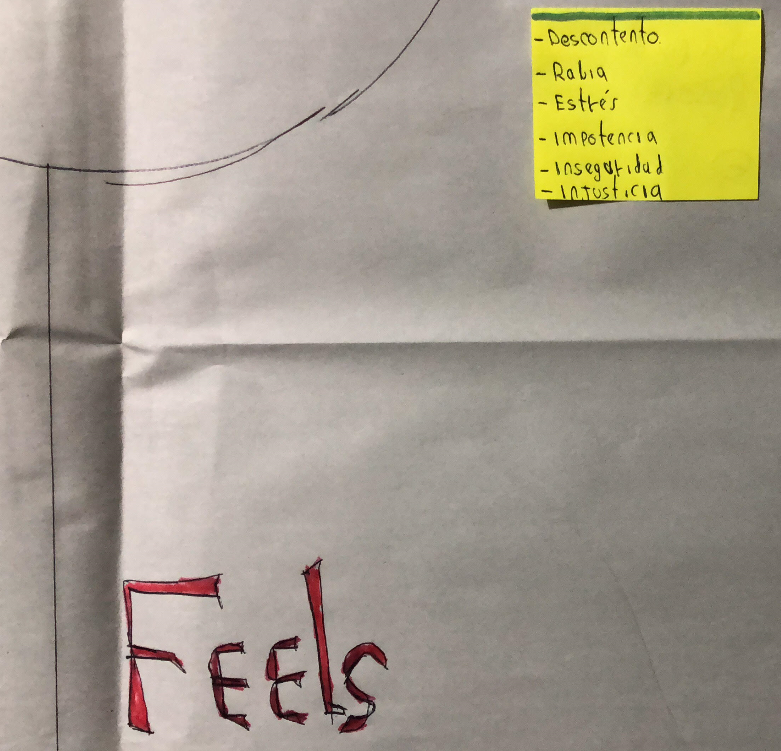 - Descontento.
- Rabia
- Estrés
- Impotencia
- Inseguridad
- Injusticia
Feels